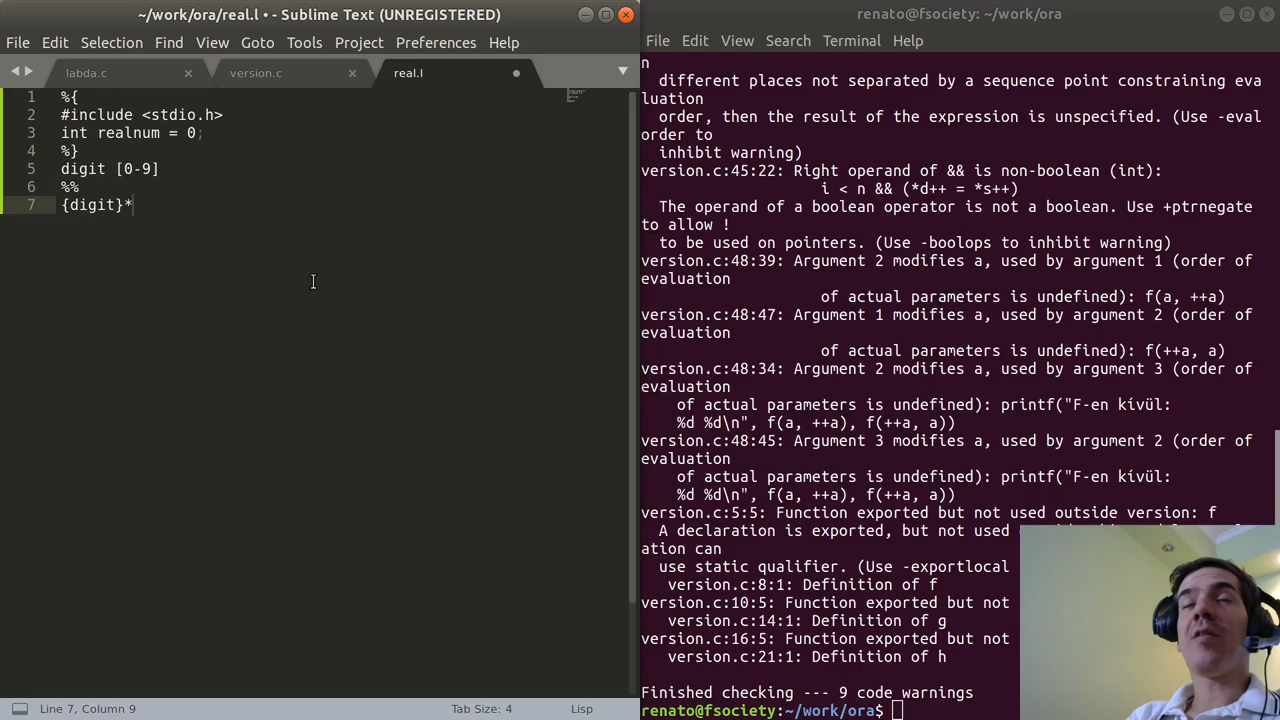 ~/work/ora/real.l • - Sublime Text (UNREGISTERED)
File Edit Selection Find View Goto Tools Project Preferences Help
labda.c × version.c × real.l
1 %{
2 #include <stdio.h>
3 int realnum = 0;
4 %}
5 digit [0-9]
6 %%
7 {digit}*
Line 7, Column 9 Tab Size: 4 Lisp
renato@fsociety: ~/work/ora
File Edit View Search Terminal Help
n
different places not separated by a sequence point constraining eva
luation
order, then the result of the expression is unspecified. (Use -eval
order to
inhibit warning)
version.c:45:22: Right operand of && is non-boolean (int):
i < n && (*d++ = *s++)
The operand of a boolean operator is not a boolean. Use +ptrnegate
to allow !
to be used on pointers. (Use -boolops to inhibit warning)
version.c:48:39: Argument 2 modifies a, used by argument 1 (order of
evaluation
of actual parameters is undefined): f(a, ++a)
version.c:48:47: Argument 1 modifies a, used by argument 2 (order of
evaluation
of actual parameters is undefined): f(++a, a)
version.c:48:34: Argument 2 modifies a, used by argument 3 (order of
evaluation
of actual parameters is undefined): printf("F-en kívül:
%d %d\n", f(a, ++a), f(++a, a))
version.c:48:45: Argument 3 modifies a, used by argument 2 (order of
evaluation
of actual parameters is undefined): printf("F-en kívül:
%d %d\n", f(a, ++a), f(++a, a))
version.c:5:5: Function exported but not used outside version: f
A declaration is exported, but not used
ation can
use static qualifier. (Use -exportlocal
version.c:8:1: Definition of f
version.c:10:5: Function exported but not
version.c:14:1: Definition of g
version.c:16:5: Function exported but not
version.c:21:1: Definition of h
Finished checking --- 9 code warnings
renato@fsociety:~/work/ora$